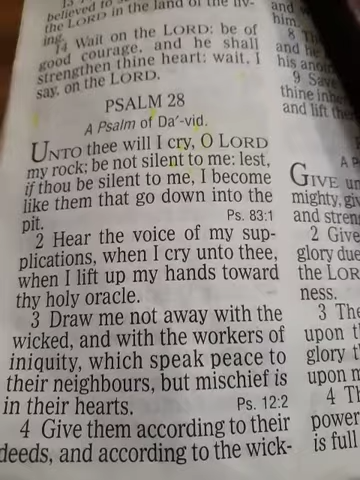 believed to
the LORD in the land of the liv-
ing.
14 Wait on the LORD: be of
good courage, and he shall
strengthen thine heart: wait, I
say, on the LORD.
PSALM 28
A Psalm of Da′-vid.
UNTO thee will I cry, O LORD
my rock; be not silent to me: lest,
if thou be silent to me, I become
like them that go down into the
pit. Ps. 83:1
2 Hear the voice of my sup-
plications, when I cry unto thee,
when I lift up my hands toward
thy holy oracle.
3 Draw me not away with the
wicked, and with the workers of
iniquity, which speak peace to
their neighbours, but mischief is
in their hearts. Ps. 12:2
4 Give them according to their
deeds, and according to the wick-
and
him.
8
and he
his anoin
9 Save
thine inhe
and lift the
A P
GIVE un
mighty, giv
and stren
2 Give
glory due
the LOR
ness.
3 The
upon t
glory t
upon m
4 Th
power
is full